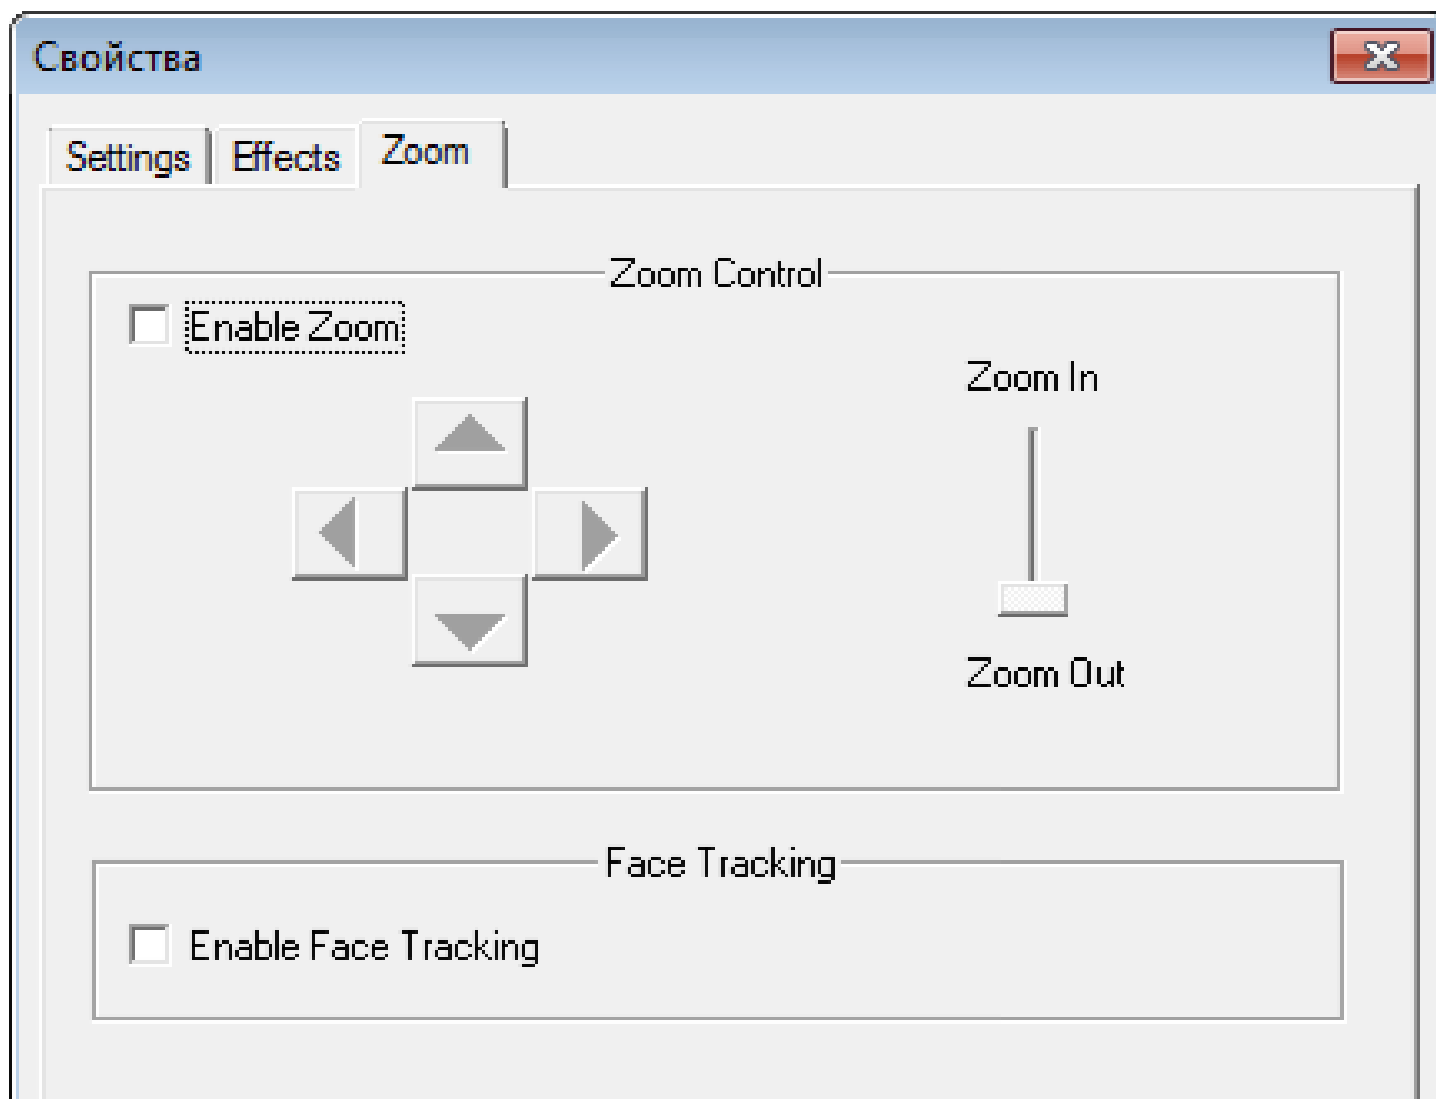 Свойства
Settings Effects Zoom
Zoom Control
Enable Zoom
Zoom In
Zoom Out
Face Tracking
Enable Face Tracking